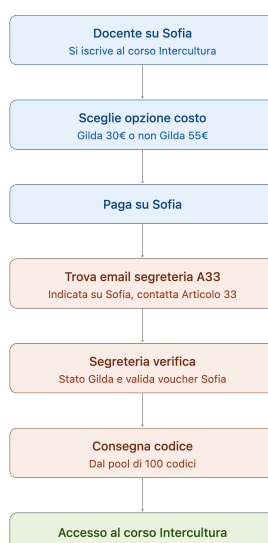 Docente su Sofia
Si iscrive al corso Intercultura
Sceglie opzione costo
Gilda 30€ o non Gilda 55€
Paga su Sofia
Trova email segreteria A33
Indicata su Sofia, contatta Articolo 33
Segreteria verifica
Stato Gilda e valida voucher Sofia
Consegna codice
Dal pool di 100 codici
Accesso al corso Intercultura